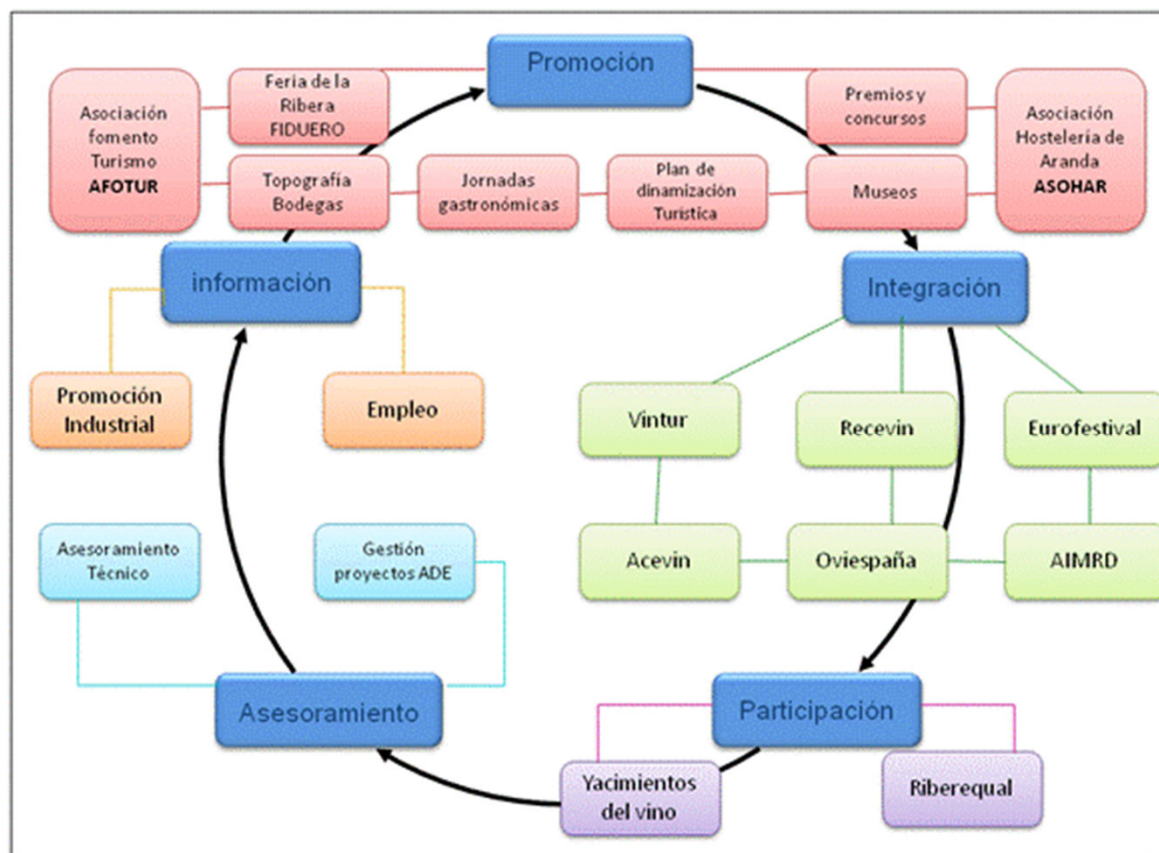 Promoción
Feria de la
Ribera
FIDUERO
Premios y
concursos
Asociación
fomento
Turismo
AFOTUR
Asociación
Hostelería de
Aranda
ASOHAR
Topografía
Bodegas
Jornadas
gastronómicas
Plan de
dinamización
Turística
Museos
información
Integración
Promoción
Industrial
Empleo
Vintur
Recevin
Eurofestival
Asesoramiento
Técnico
Gestión
proyectos ADE
Acevin
Oviespaña
AIMRD
Asesoramiento
Participación
Yacimientos
del vino
Riberequal